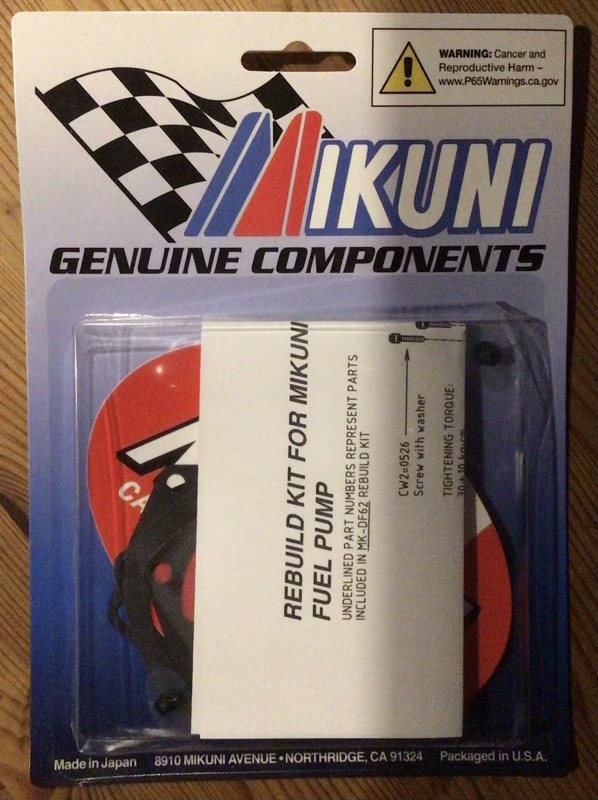 WARNING: Cancer and
Reproductive Harm –
www.P65Warnings.ca.gov
MIKUNI
GENUINE COMPONENTS
REBUILD KIT FOR MIKUNI
FUEL PUMP
UNDERLINED PART NUMBERS REPRESENT PARTS
INCLUDED IN MK-DF62 REBUILD KIT
CW2=0526
Screw with washer
TIGHTENING TORQUE:
CA
Made in Japan 8910 MIKUNI AVENUE • NORTHRIDGE, CA 91324 Packaged in U.S.A.